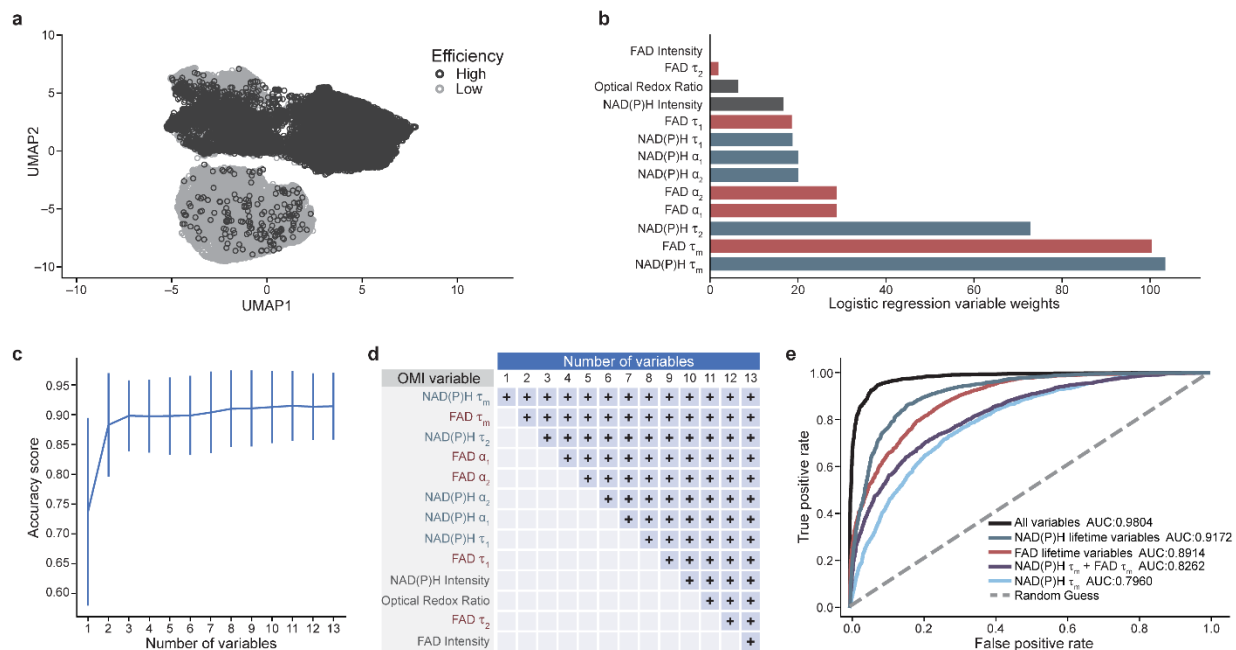 a
10
5
0
−5
−10
UMAP2
−10
−5
0
5
10
UMAP1
Efficiency
High
Low
b
FAD Intensity
FAD τ₂
Optical Redox Ratio
NAD(P)H Intensity
FAD τ₁
NAD(P)H τ₁
NAD(P)H α₁
NAD(P)H α₂
FAD α₂
FAD α₁
NAD(P)H τ₂
FAD τₘ
NAD(P)H τₘ
0 20 40 60 80 100
Logistic regression variable weights
c
0.95
0.90
0.85
0.80
0.75
0.70
0.65
0.60
Accuracy score
1 2 3 4 5 6 7 8 9 10 11 12 13
Number of variables
d
Number of variables
OMI variable 1 2 3 4 5 6 7 8 9 10 11 12 13
NAD(P)H τₘ + + + + + + + + + + + + +
FAD τₘ + + + + + + + + + + + +
NAD(P)H τ₂ + + + + + + + + + + +
FAD α₁ + + + + + + + + + +
FAD α₂ + + + + + + + + +
NAD(P)H α₂ + + + + + + + +
NAD(P)H α₁ + + + + + + +
NAD(P)H τ₁ + + + + + +
FAD τ₁ + + + + +
NAD(P)H Intensity + + + +
Optical Redox Ratio + + +
FAD τ₂ + +
FAD Intensity +
e
1.00
0.8
0.6
0.4
0.2
0.0
True positive rate
All variables AUC:0.9804
NAD(P)H lifetime variables AUC:0.9172
FAD lifetime variables AUC:0.8914
NAD(P)H τₘ + FAD τₘ AUC:0.8262
NAD(P)H τₘ AUC:0.7960
Random Guess
0.0 0.2 0.4 0.6 0.8 1.0
False positive rate